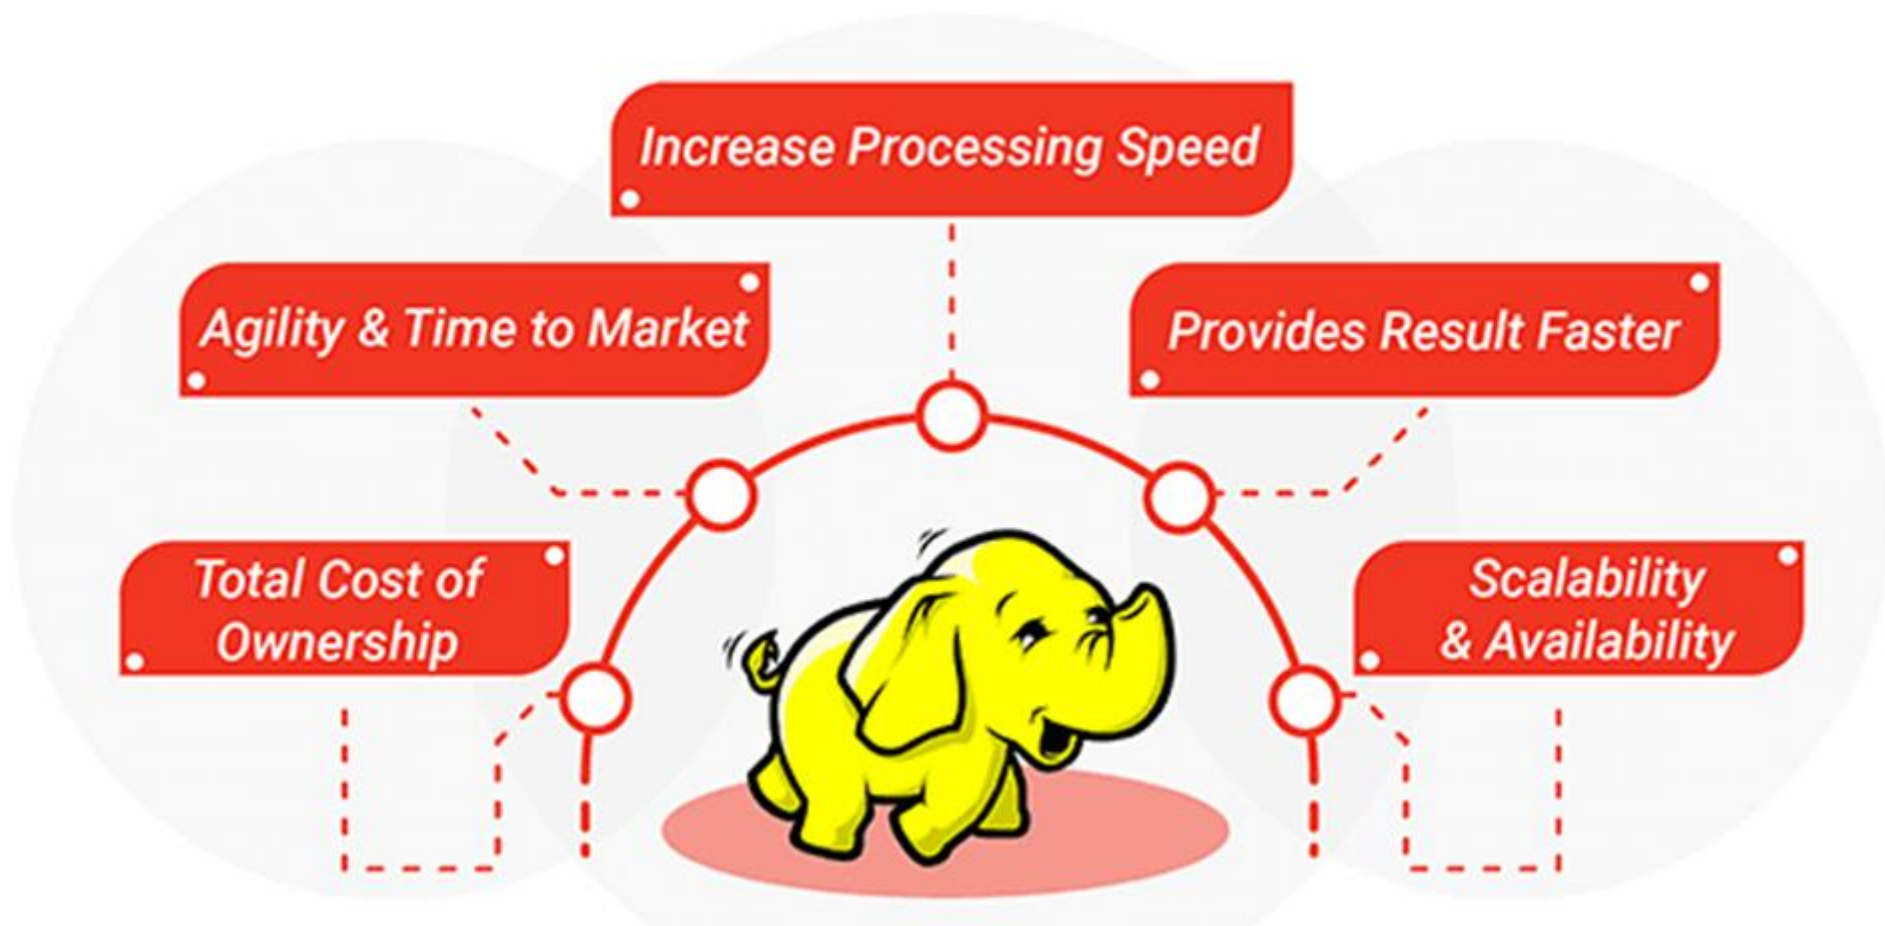 Increase Processing Speed
Agility & Time to Market
Provides Result Faster
Total Cost of
Ownership
Scalability
& Availability